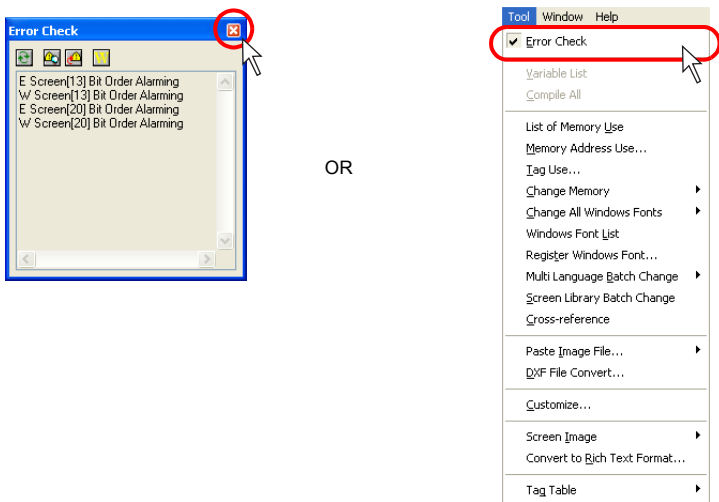 Error Check
W
E Screen[13] Bit Order Alarming
W Screen[13] Bit Order Alarming
E Screen[20] Bit Order Alarming
W Screen[20] Bit Order Alarming
OR
Tool Window Help
Error Check
Variable List
Compile All
List of Memory Use
Memory Address Use...
Tag Use...
Change Memory
Change All Windows Fonts
Windows Font List
Register Windows Font...
Multi Language Batch Change
Screen Library Batch Change
Cross-reference
Paste Image File...
DXF File Convert...
Customize...
Screen Image
Convert to Rich Text Format...
Tag Table